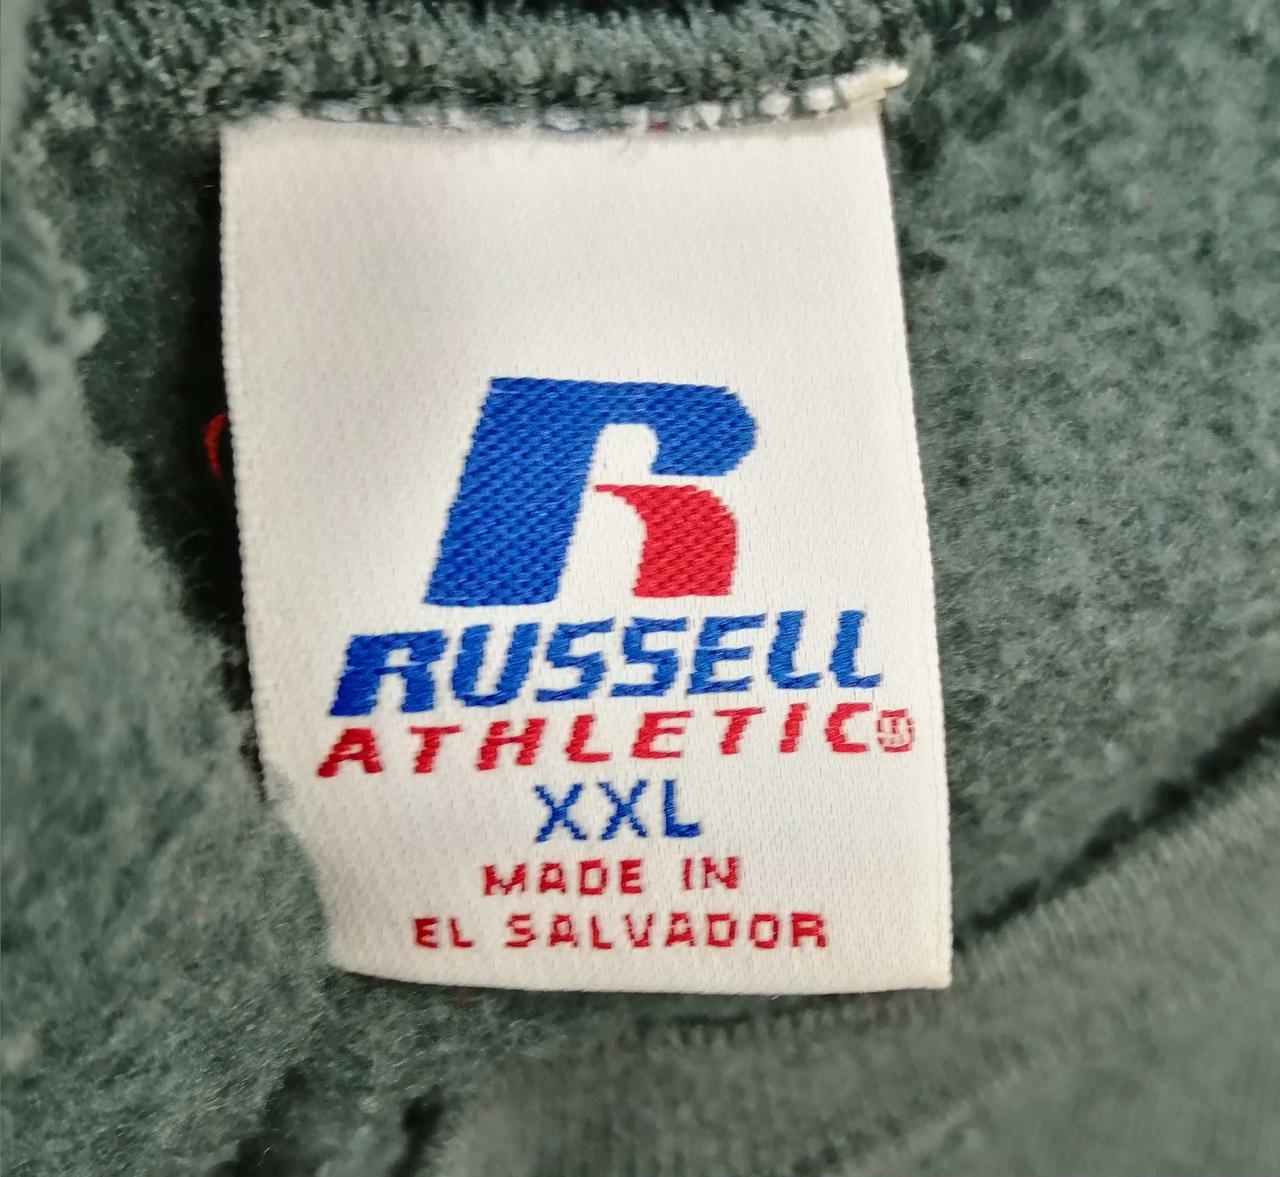 RUSSELL
ATHLETIC®
XXL
MADE IN
EL SALVADOR